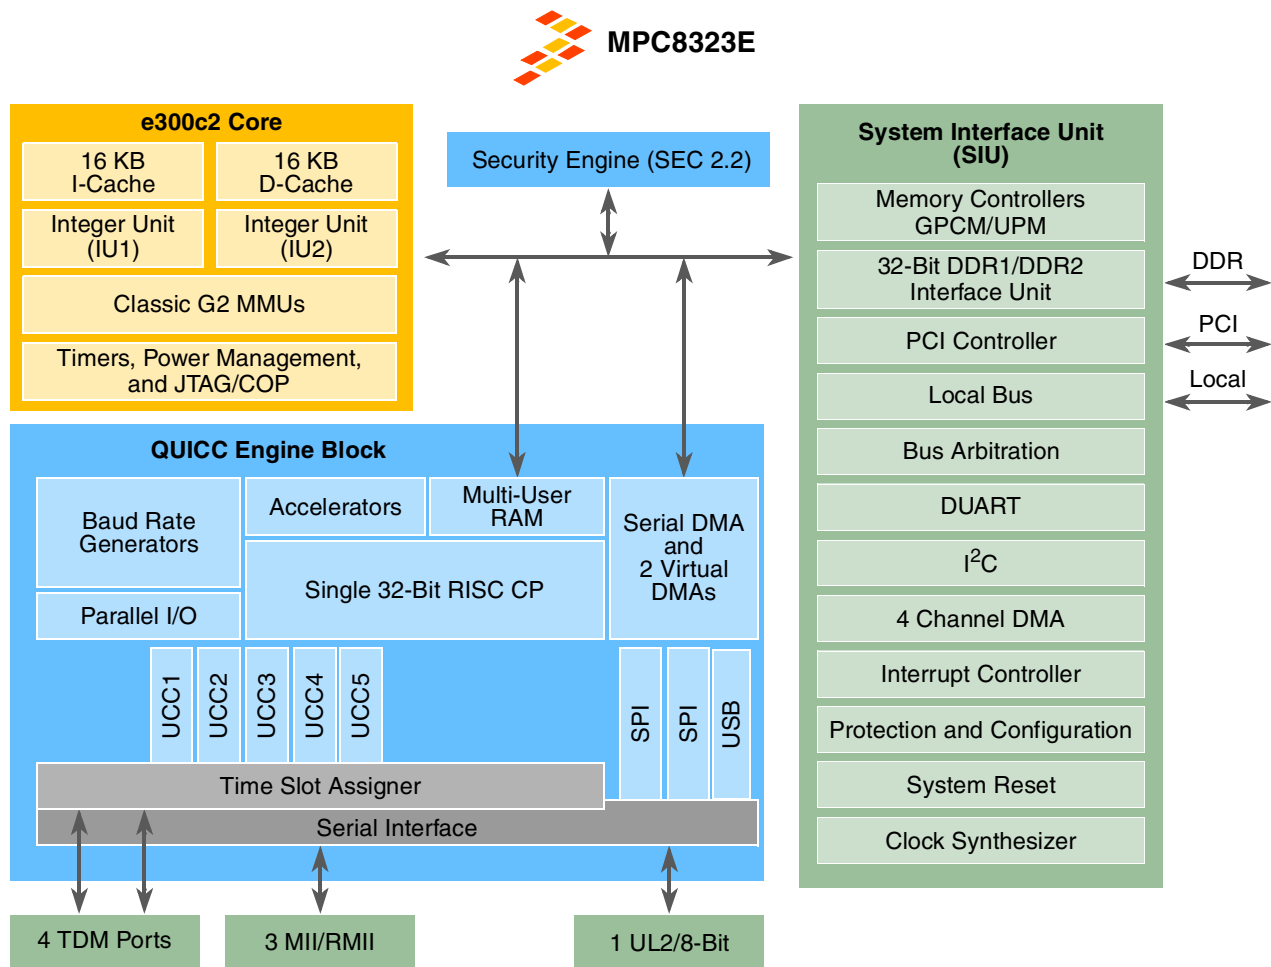 MPC8323E
e300c2 Core
16 KB
I-Cache
16 KB
D-Cache
Integer Unit
(IU1)
Integer Unit
(IU2)
Classic G2 MMUs
Timers, Power Management,
and JTAG/COP
Security Engine (SEC 2.2)
System Interface Unit
(SIU)
Memory Controllers
GPCM/UPM
32-Bit DDR1/DDR2
Interface Unit
PCI Controller
Local Bus
Bus Arbitration
DUART
I²C
4 Channel DMA
Interrupt Controller
Protection and Configuration
System Reset
Clock Synthesizer
DDR
PCI
Local
QUICC Engine Block
Baud Rate
Generators
Parallel I/O
Accelerators
Multi-User
RAM
Single 32-Bit RISC CP
Serial DMA
and
2 Virtual
DMAs
UCC1
UCC2
UCC3
UCC4
UCC5
SPI
SPI
USB
Time Slot Assigner
Serial Interface
4 TDM Ports
3 MII/RMII
1 UL2/8-Bit